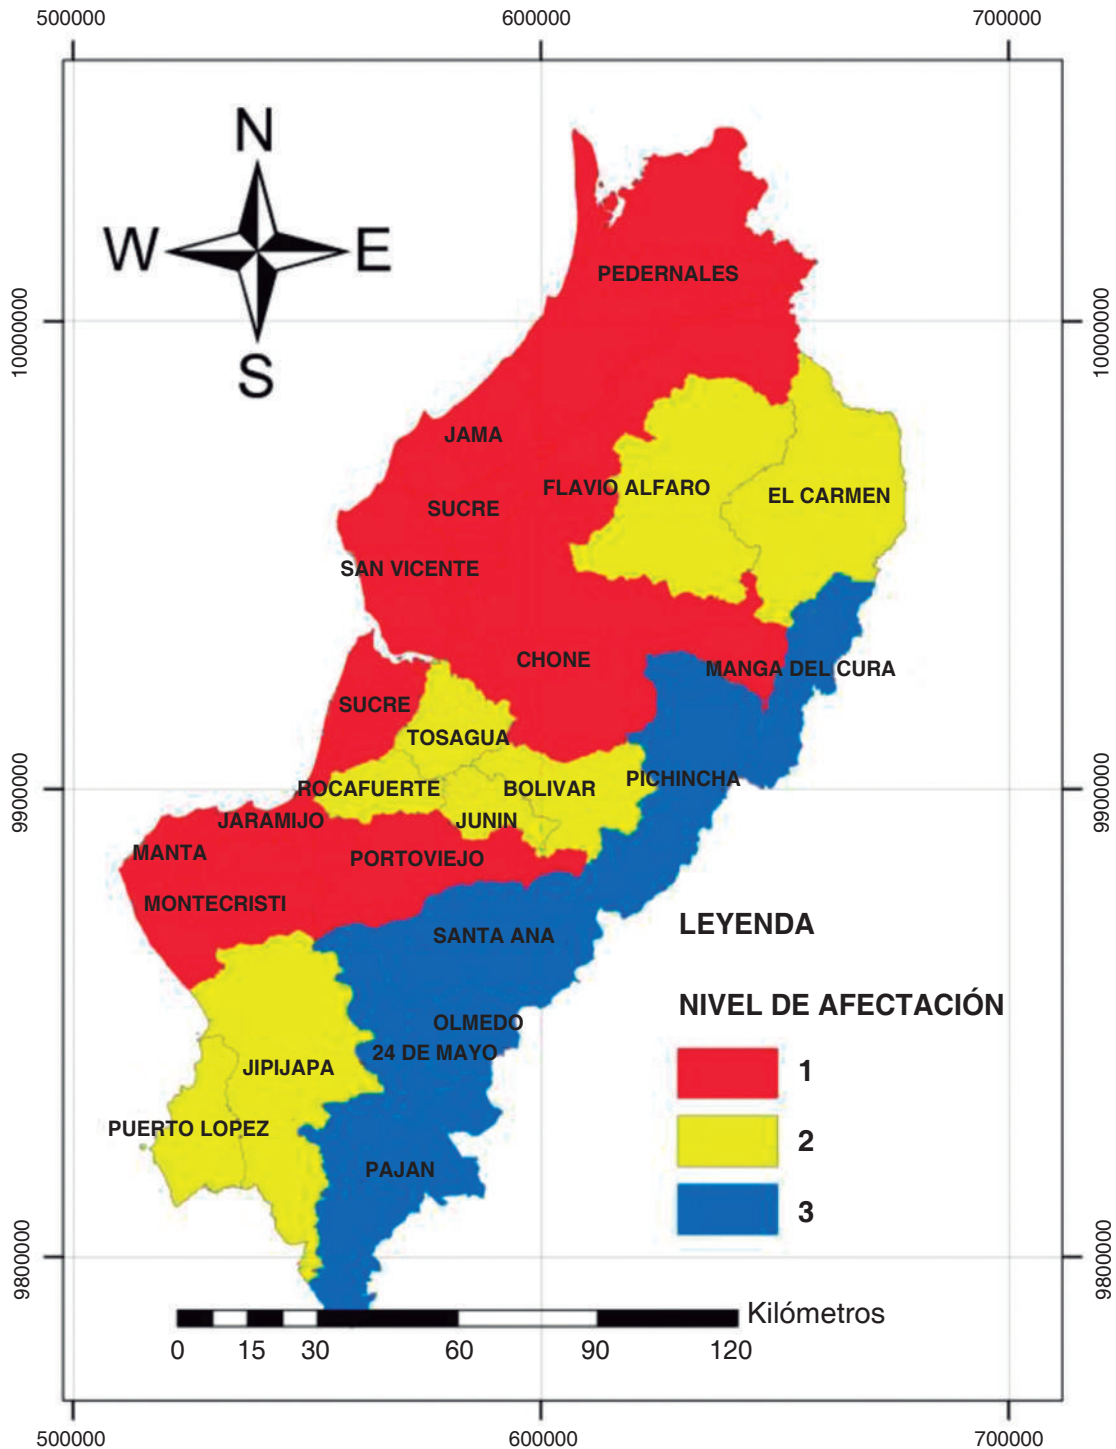 500000
600000
700000
N
W
E
S
PEDERNALES
10000000
10000000
JAMA
FLAVIO ALFARO
EL CARMEN
SUCRE
SAN VICENTE
CHONE
MANGA DEL CURA
SUCRE
TOSAGUA
PICHINCHA
ROCAFUERTE
BOLIVAR
9900000
9900000
JARAMIJO
JUNIN
MANTA
PORTOVIEJO
MONTECRISTI
SANTA ANA
LEYENDA
NIVEL DE AFECTACIÓN
OLMEDO
24 DE MAYO
JIPIJAPA
1
PUERTO LOPEZ
2
PAJAN
3
9800000
9800000
Kilómetros
0
15
30
60
90
120
500000
600000
700000